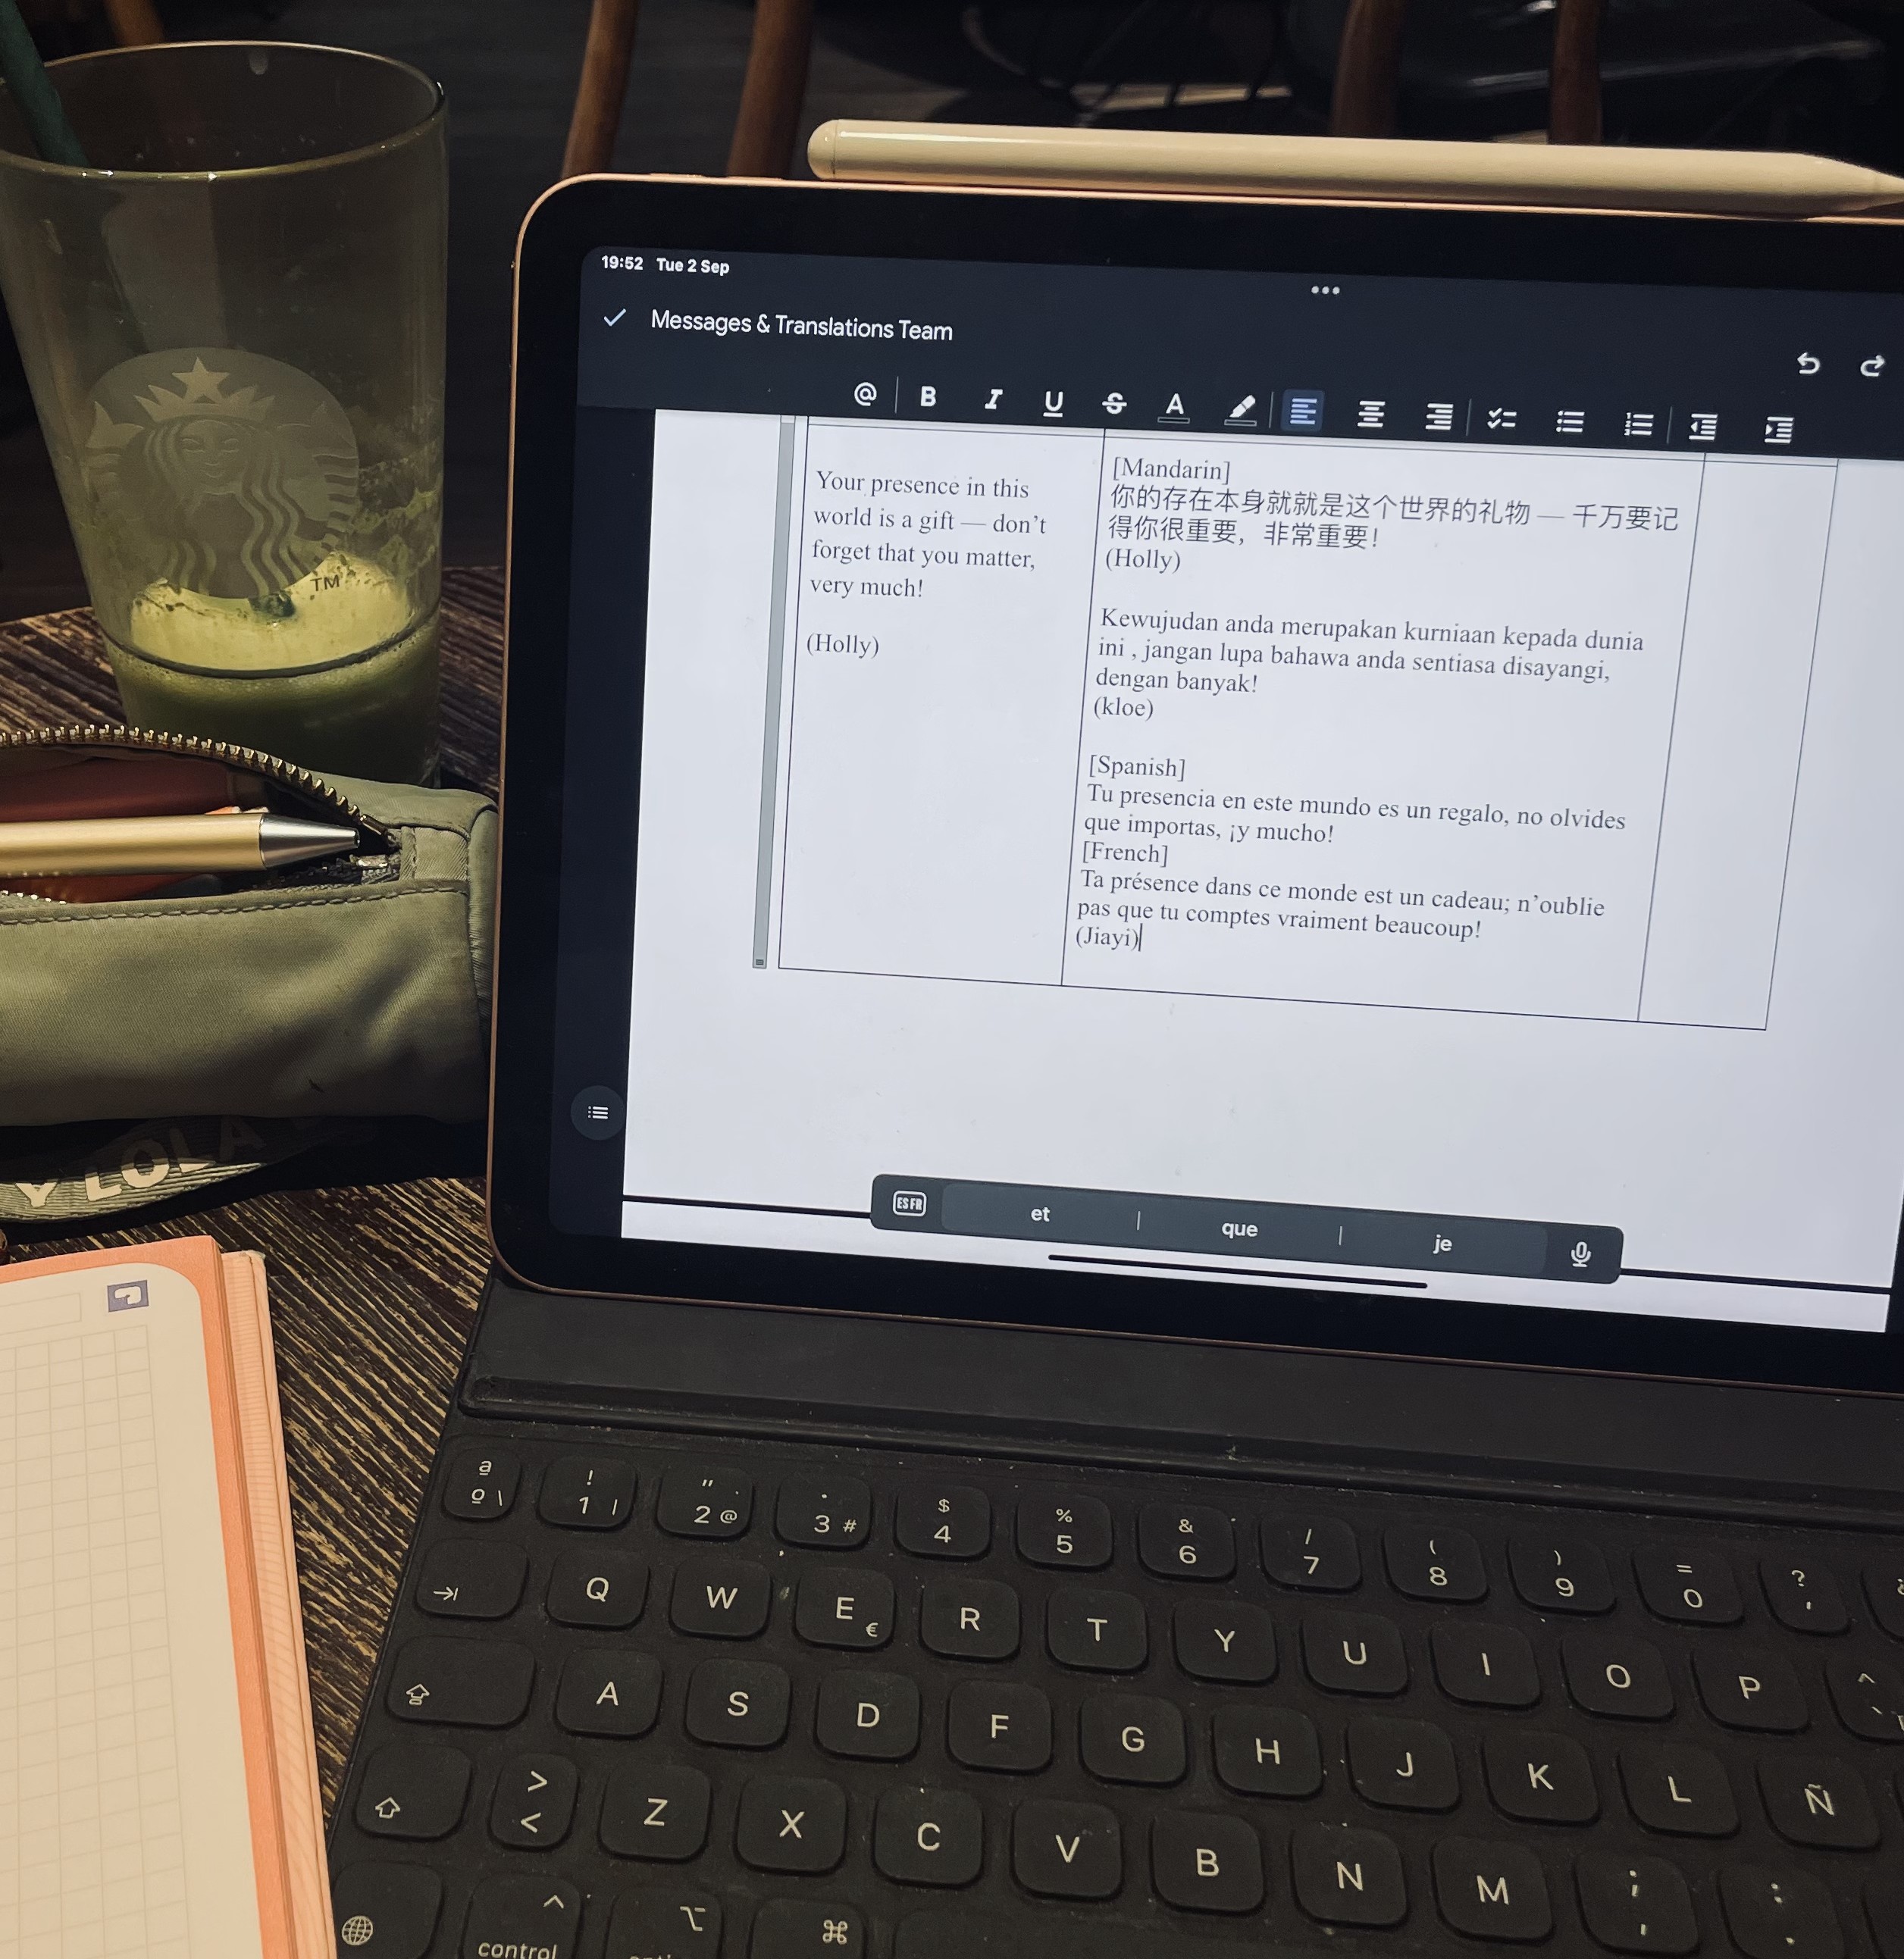 TM
Y LOLA
19:52 Tue 2 Sep
Messages & Translations Team
@ B I U S A
Your presence in this
world is a gift — don't
forget that you matter,
very much!
(Holly)
[Mandarin]
你的存在本身就就是这个世界的礼物 — 千万要记
得你很重要，非常重要！
(Holly)
Kewujudan anda merupakan kurniaan kepada dunia
ini , jangan lupa bahawa anda sentiasa disayangi,
dengan banyak!
(kloe)
[Spanish]
Tu presencia en este mundo es un regalo, no olvides
que importas, ¡y mucho!
[French]
Ta présence dans ce monde est un cadeau; n'oublie
pas que tu comptes vraiment beaucoup!
(Jiayi)
ES FR et que je
ª ! " · $ % & / ( ) = ?
º \ 1 | 2 @ 3 # 4 5 6 7 8 9 0 '
Q W E € R T Y U I O P ^ `
A S D F G H J K L Ñ
> < Z X C V B N M ; , : .
^ ⌥ ⌘
control